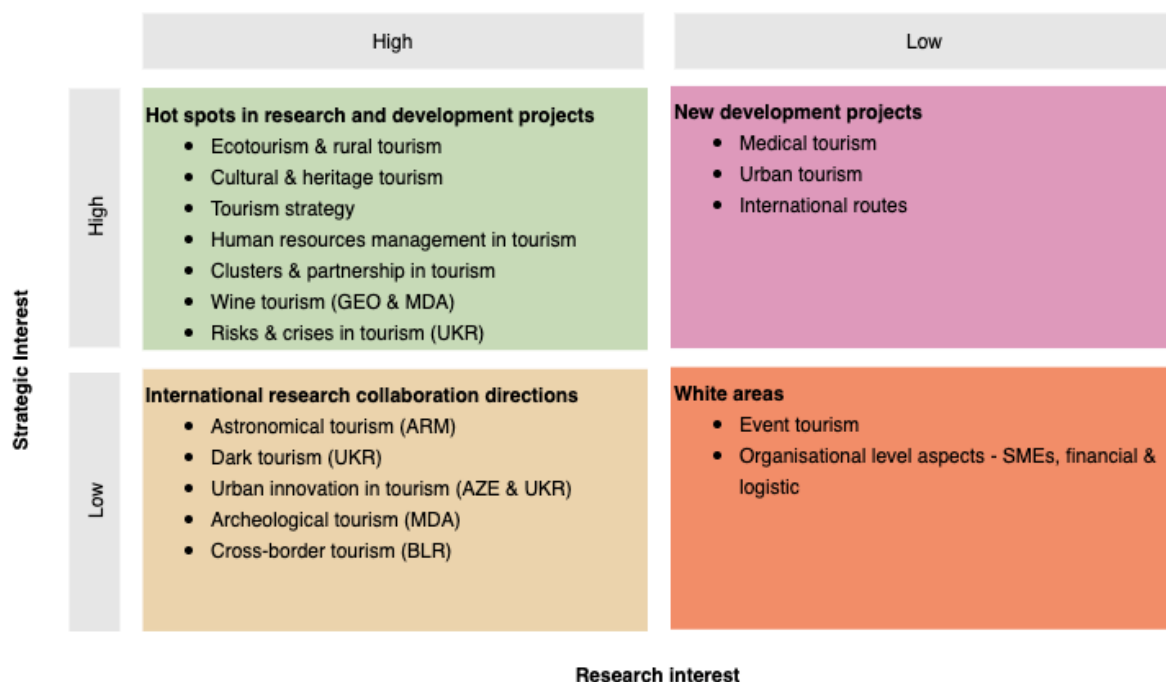 High
Low
Strategic Interest
High
Hot spots in research and development projects
• Ecotourism & rural tourism
• Cultural & heritage tourism
• Tourism strategy
• Human resources management in tourism
• Clusters & partnership in tourism
• Wine tourism (GEO & MDA)
• Risks & crises in tourism (UKR)
New development projects
• Medical tourism
• Urban tourism
• International routes
Low
International research collaboration directions
• Astronomical tourism (ARM)
• Dark tourism (UKR)
• Urban innovation in tourism (AZE & UKR)
• Archeological tourism (MDA)
• Cross-border tourism (BLR)
White areas
• Event tourism
• Organisational level aspects - SMEs, financial &
logistic
Research interest